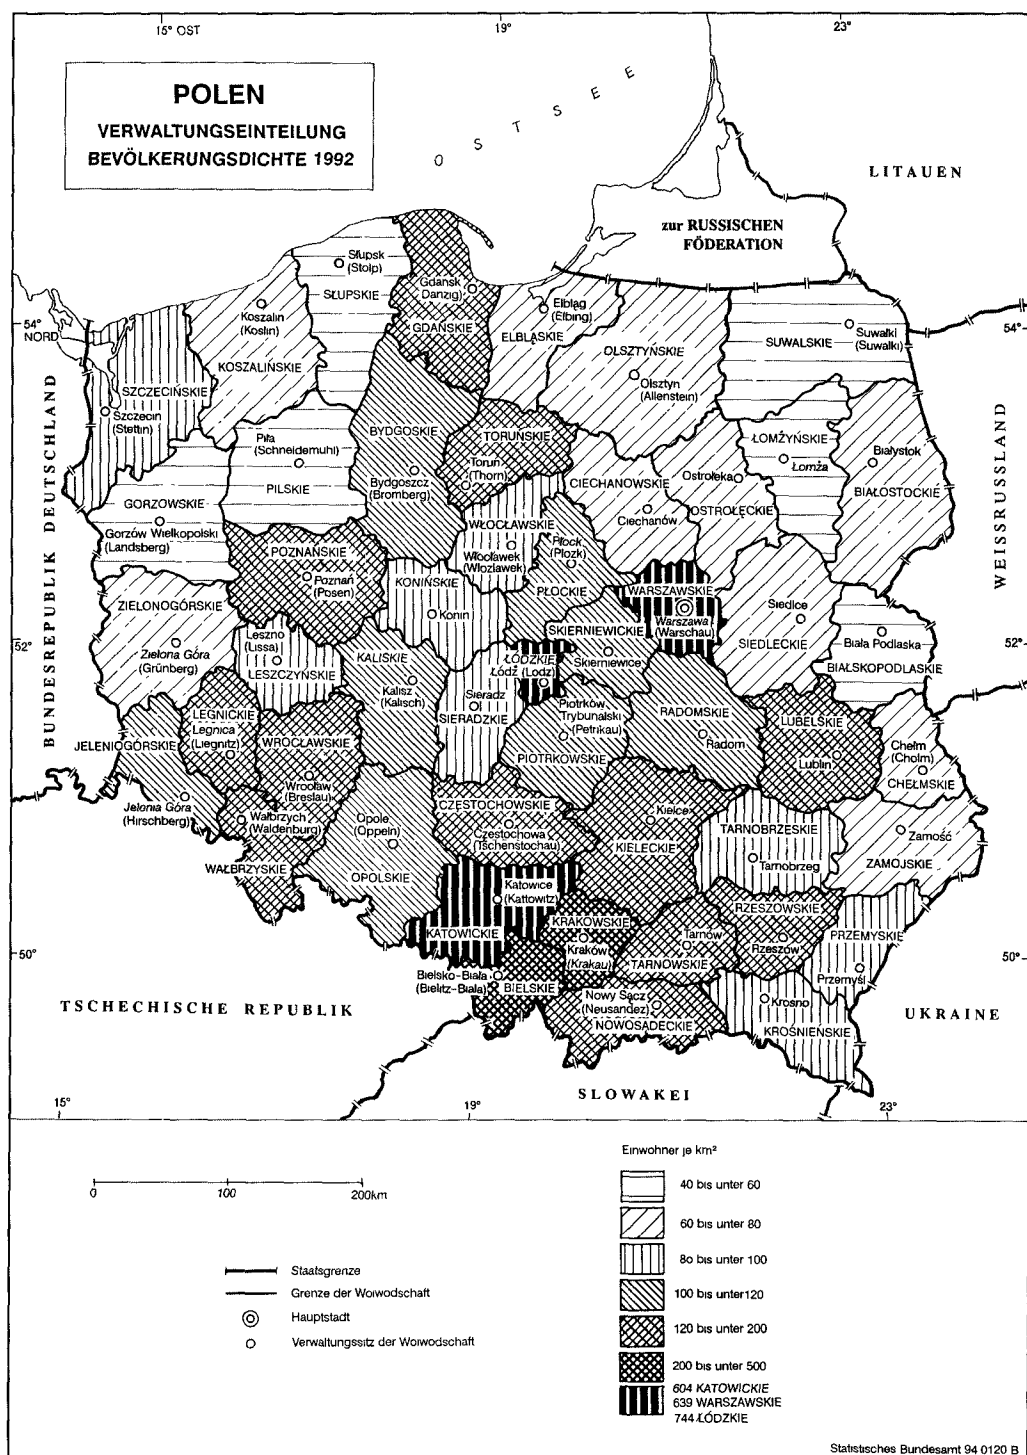 15° OST
19°
23°
POLEN
VERWALTUNGSEINTEILUNG
BEVÖLKERUNGSDICHTE 1992
OSTSEE
LITAUEN
zur RUSSISCHEN
FÖDERATION
Słupsk
(Stolp)
SŁUPSKIE
Gdańsk
Danzig)
GDAŃSKIE
Elbląg
(Elbing)
ELBLĄSKIE
Koszalin
(Koslin)
KOSZALIŃSKIE
54°
NORD
OLSZTYŃSKIE
Olsztyn
(Allenstein)
SUWALSKIE
Suwałki
(Suwałki)
54°
SZCZECIŃSKIE
Szczecin
(Stettin)
BUNDESREPUBLIK DEUTSCHLAND
WEISSRUSSLAND
Piła
(Schneidemuhl)
PILSKIE
BYDGOSKIE
Bydgoszcz
(Bromberg)
TORUŃSKIE
Toruń
(Thorn)
CIECHANOWSKIE
Ciechanów
Ostrołęka
OSTROŁĘCKIE
ŁOMŻYŃSKIE
Łomża
Białystok
BIAŁOSTOCKIE
GORZOWSKIE
Gorzów Wielkopolski
(Landsberg)
POZNAŃSKIE
Poznań
(Posen)
WŁOCŁAWSKIE
Włocławek
(Wloclawek)
Płock
(Plozk)
PŁOCKIE
KONIŃSKIE
Konin
WARSZAWSKIE
Warszawa
(Warschau)
Siedlce
SIEDLECKIE
Biała Podlaska
BIALSKOPODLASKIE
52°
52°
ZIELONOGÓRSKIE
Zielona Góra
(Grünberg)
Leszno
(Lissa)
LESZCZYŃSKIE
KALISKIE
Kalisz
(Kalisch)
SKIERNIEWICKIE
Skierniewice
ŁÓDZKIE
Łódź (Lodz)
Sieradz
SIERADZKIE
Piotrków
Trybunalski
(Petrikau)
PIOTRKOWSKIE
RADOMSKIE
Radom
LUBELSKIE
Lublin
Chełm
(Cholm)
CHEŁMSKIE
LEGNICKIE
Legnica
(Liegnitz)
WROCŁAWSKIE
Wrocław
(Breslau)
JELENIOGÓRSKIE
Jelenia Góra
(Hirschberg)
Wałbrzych
(Waldenburg)
WAŁBRZYSKIE
Opole
(Oppeln)
OPOLSKIE
CZĘSTOCHOWSKIE
Częstochowa
(Tschenstochau)
Kielce
KIELECKIE
TARNOBRZESKIE
Tarnobrzeg
Zamość
ZAMOJSKIE
Katowice
(Kattowitz)
KATOWICKIE
KRAKOWSKIE
Kraków
(Krakau)
Tarnów
TARNOWSKIE
RZESZOWSKIE
Rzeszów
PRZEMYSKIE
Przemyśl
50°
50°
Bielsko-Biała
(Bielitz-Biala)
BIELSKIE
Nowy Sącz
(Neusandez)
NOWOSĄDECKIE
Krosno
KROŚNIEŃSKIE
TSCHECHISCHE REPUBLIK
UKRAINE
SLOWAKEI
15°
19°
23°
0 100 200km
Staatsgrenze
Grenze der Woiwodschaft
Hauptstadt
Verwaltungssitz der Woiwodschaft
Einwohner je km²
40 bis unter 60
60 bis unter 80
80 bis unter 100
100 bis unter 120
120 bis unter 200
200 bis unter 500
604 KATOWICKIE
639 WARSZAWSKIE
744 ŁÓDZKIE
Statistisches Bundesamt 94 0120 B